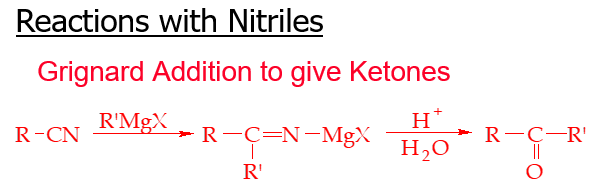 Reactions with Nitriles
Grignard Addition to give Ketones
R-CN R'MgX R-C=N-MgX H+ R-C-R'
H2O
R' O